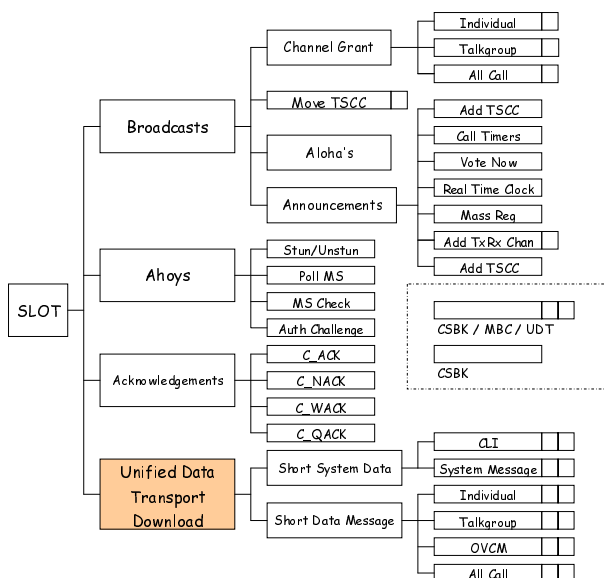 SLOT
Broadcasts
Channel Grant
Individual
Talkgroup
All Call
Move TSCC
Aloha's
Announcements
Add TSCC
Call Timers
Vote Now
Real Time Clock
Mass Reg
Add TxRx Chan
Add TSCC
Ahoys
Stun/Unstun
Poll MS
MS Check
Auth Challenge
CSBK / MBC / UDT
CSBK
Acknowledgements
C_ACK
C_NACK
C_WACK
C_QACK
Unified Data
Transport
Download
Short System Data
CLI
System Message
Short Data Message
Individual
Talkgroup
OVCM
All Call